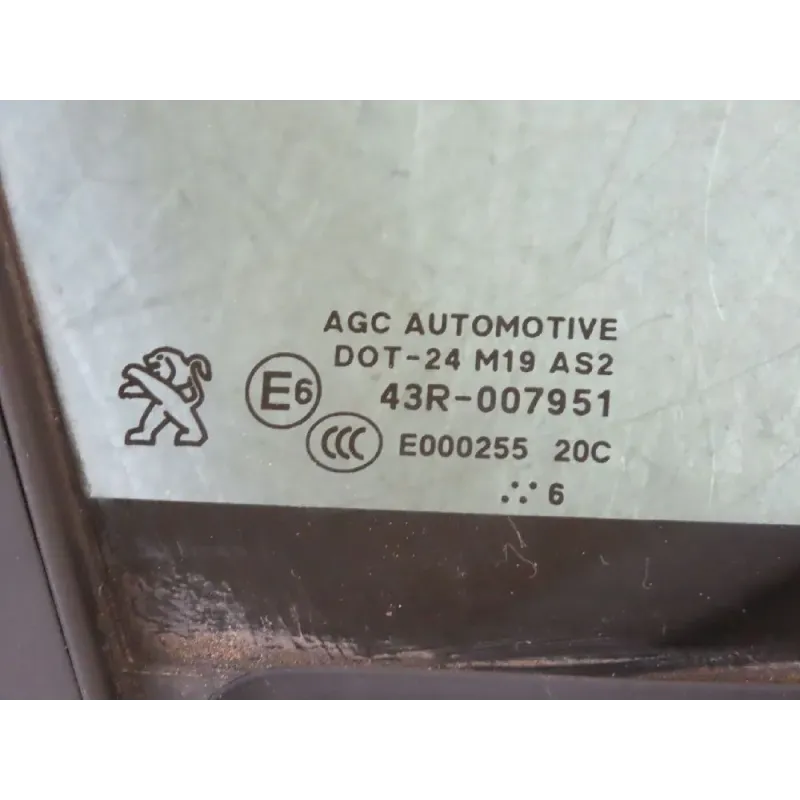 AGC AUTOMOTIVE
DOT-24 M19 AS2
E6 43R-007951
CCC E000255 20C
6